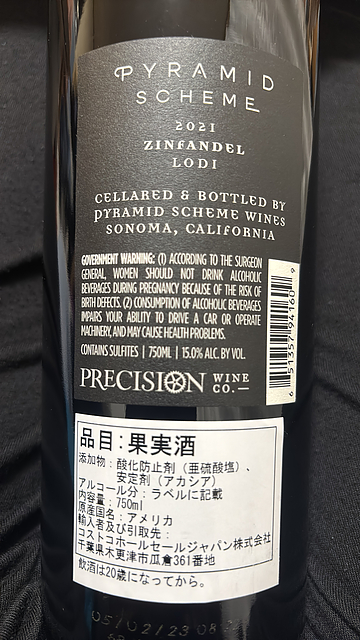 PYRAMID
SCHEME
2021
ZINFANDEL
LODI
CELLARED & BOTTLED BY
PYRAMID SCHEME WINES
SONOMA, CALIFORNIA
GOVERNMENT WARNING: (1) ACCORDING TO THE SURGEON
GENERAL, WOMEN SHOULD NOT DRINK ALCOHOLIC
BEVERAGES DURING PREGNANCY BECAUSE OF THE RISK OF
BIRTH DEFECTS. (2) CONSUMPTION OF ALCOHOLIC BEVERAGES
IMPAIRS YOUR ABILITY TO DRIVE A CAR OR OPERATE
MACHINERY, AND MAY CAUSE HEALTH PROBLEMS.
CONTAINS SULFITES | 750ML | 15.0% ALC. BY VOL.
PRECISION WINE CO.
6 51357 94160 9
品目:果実酒
添加物:酸化防止剤(亜硫酸塩)、
安定剤(アカシア)
アルコール分:ラベルに記載
内容量:750ml
原産国名:アメリカ
輸入者及び引取先:
コストコホールセールジャパン株式会社
千葉県木更津市瓜倉361番地
飲酒は20歳になってから。